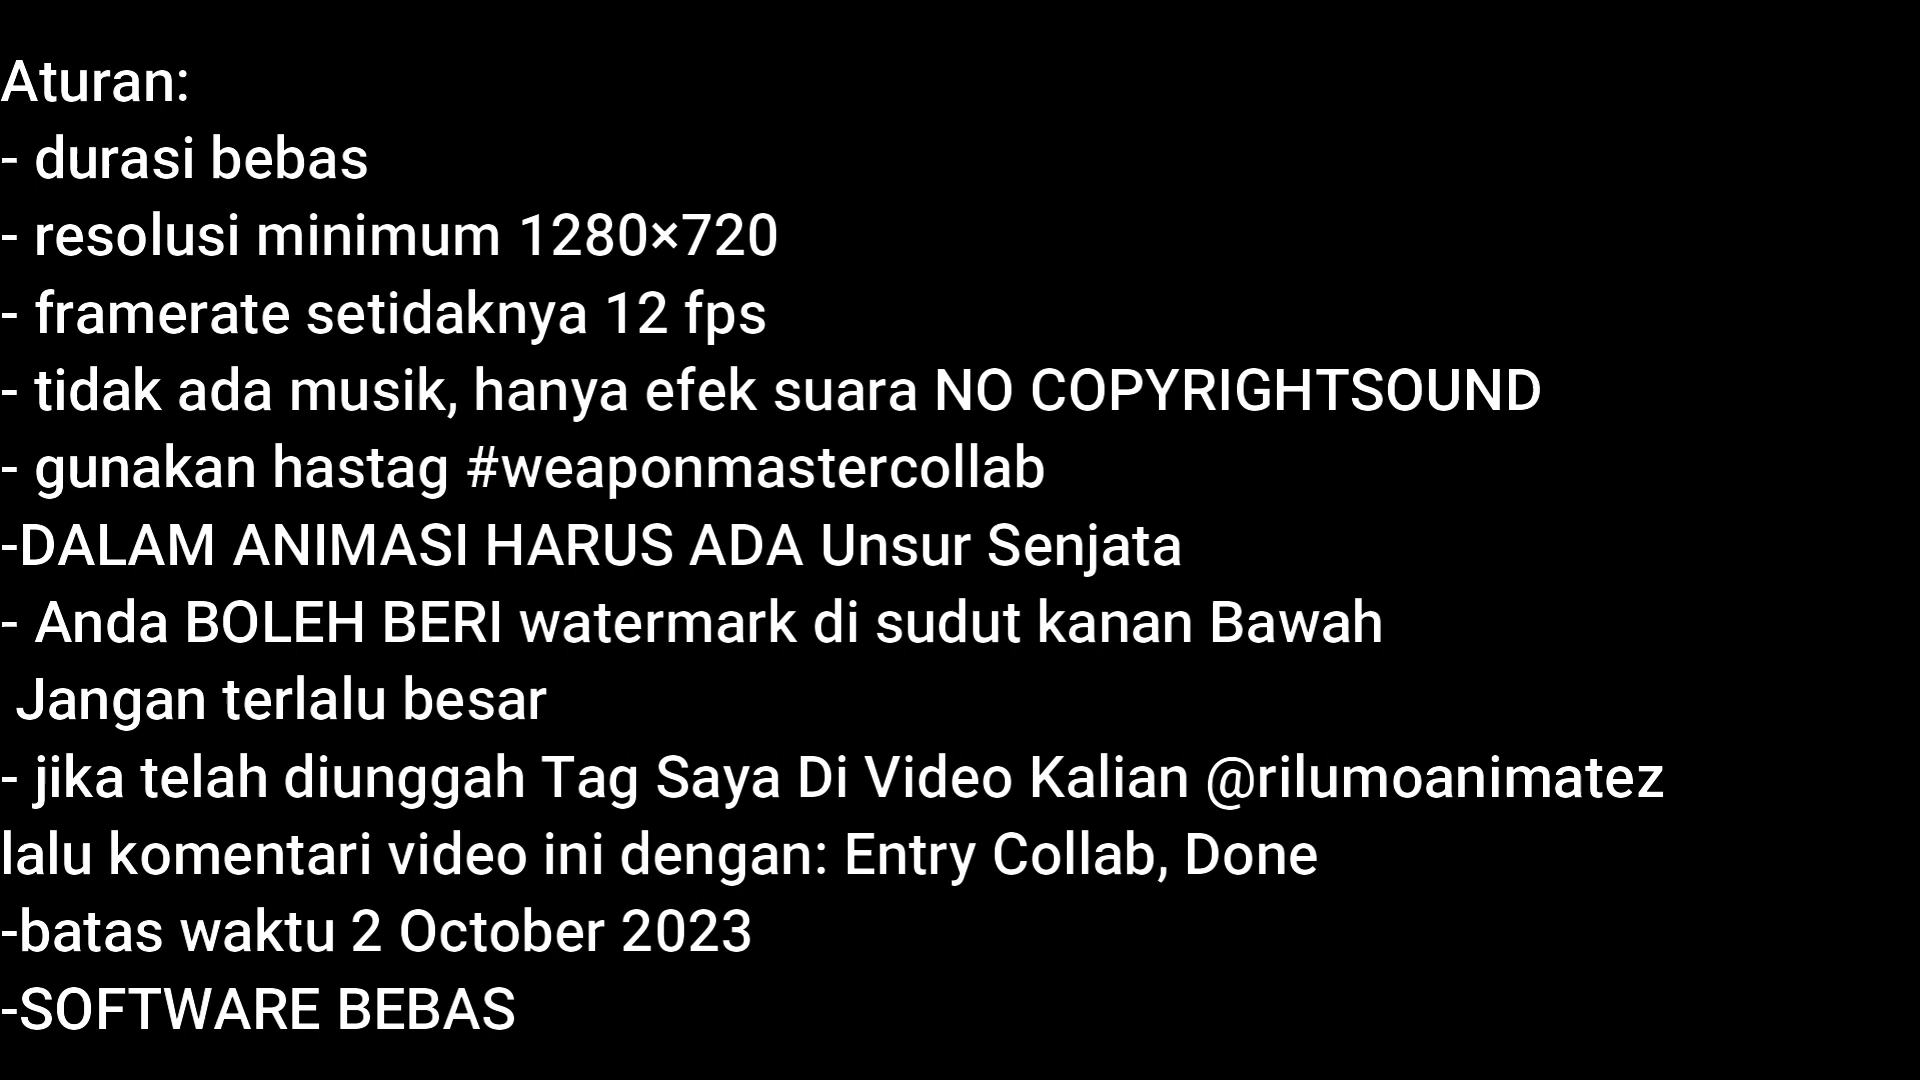 Aturan:
- durasi bebas
- resolusi minimum 1280×720
- framerate setidaknya 12 fps
- tidak ada musik, hanya efek suara NO COPYRIGHTSOUND
- gunakan hastag #weaponmastercollab
-DALAM ANIMASI HARUS ADA Unsur Senjata
- Anda BOLEH BERI watermark di sudut kanan Bawah
Jangan terlalu besar
- jika telah diunggah Tag Saya Di Video Kalian @rilumoanimatez
lalu komentari video ini dengan: Entry Collab, Done
-batas waktu 2 October 2023
-SOFTWARE BEBAS